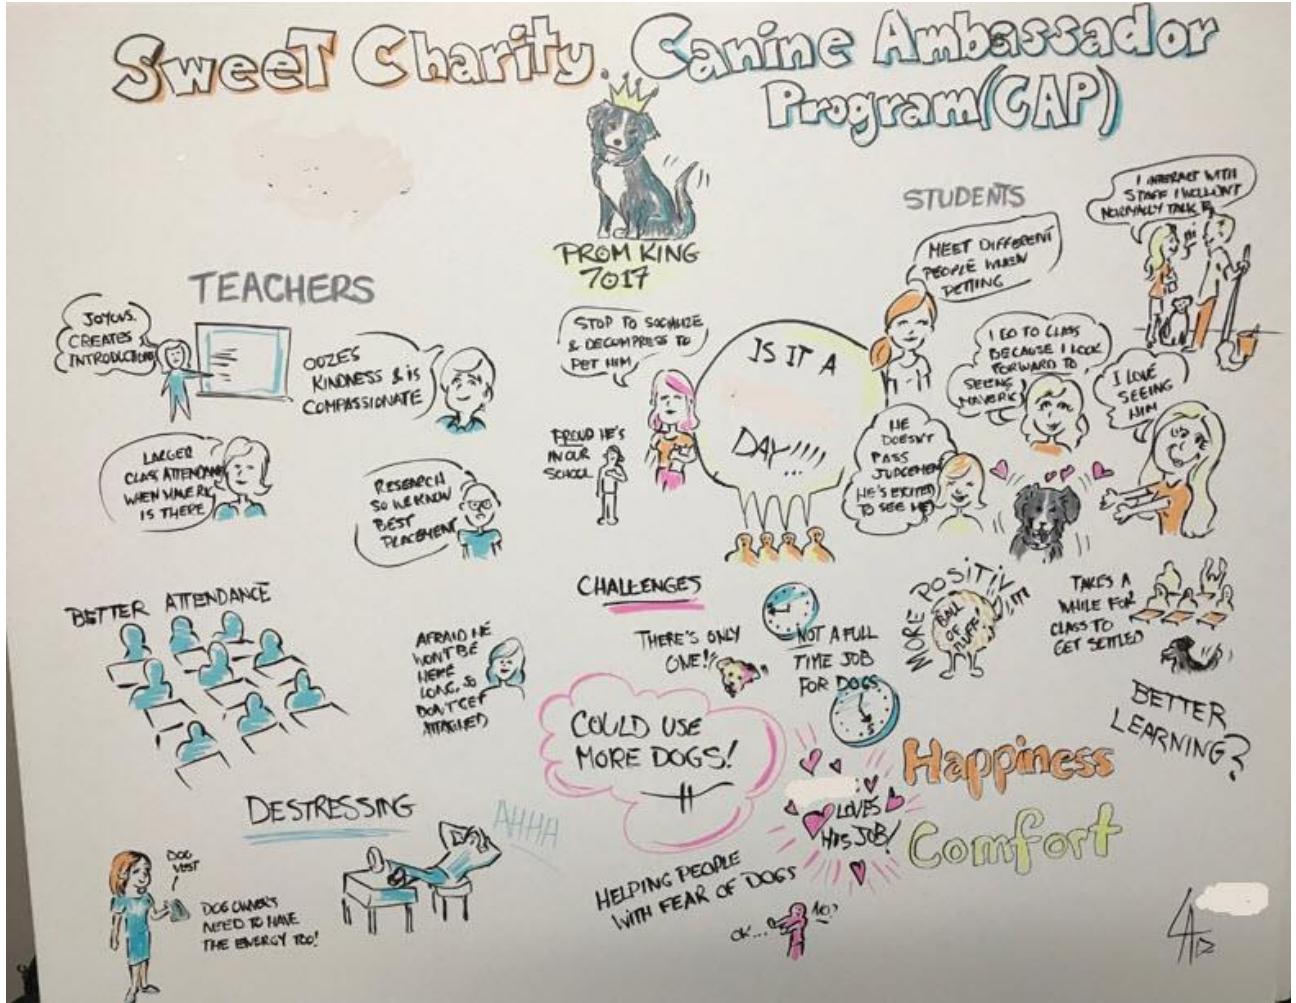 SweeT Charity. Canine Ambassador
Program(CAP)
PROM KING
7017
TEACHERS
JOYOUS.
CREATES
INTRODUCTIONS
OOZES
KINDNESS & IS
COMPASSIONATE
LARGER
CLASS ATTENDANCE
WHEN MAVERIK
IS THERE
RESEARCH
SO WE KNOW
BEST
PLACEMENT
BETTER ATTENDANCE
AFRAID HE
WON'T BE
HERE
LONG, SO
DON'T GET
ATTACHED
DESTRESSING
AHHA
DOG
VEST
DOG OWNERS
NEED TO HAVE
THE ENERGY TOO!
STOP TO SOCIALIZE
& DECOMPRESS TO
PET HIM
PROUD HE'S
IN OUR
SCHOOL
IS IT A
DAY!!!!
STUDENTS
MEET DIFFERENT
PEOPLE WHEN
PETTING
I INTERACT WITH
STAFF I WOULDN'T
NORMALLY TALK TO
HI
I GO TO CLASS
BECAUSE I LOOK
FORWARD TO
SEEING
MAVERIK
I LOVE
SEEING
HIM
HE
DOESN'T
PASS
JUDGEMENT
HE'S EXCITED
TO SEE ME!
CHALLENGES
THERE'S ONLY
ONE!
NOT A FULL
TIME JOB
FOR DOGS
COULD USE
MORE DOGS!
LOVES
HIS JOB!
HELPING PEOPLE
WITH FEAR OF DOGS
OK...
NO?
MORE POSITIV
BALL
OF
FLUFF!
TAKES A
WHILE FOR
CLASS TO
GET SETTLED
BETTER
LEARNING?
Happiness
Comfort